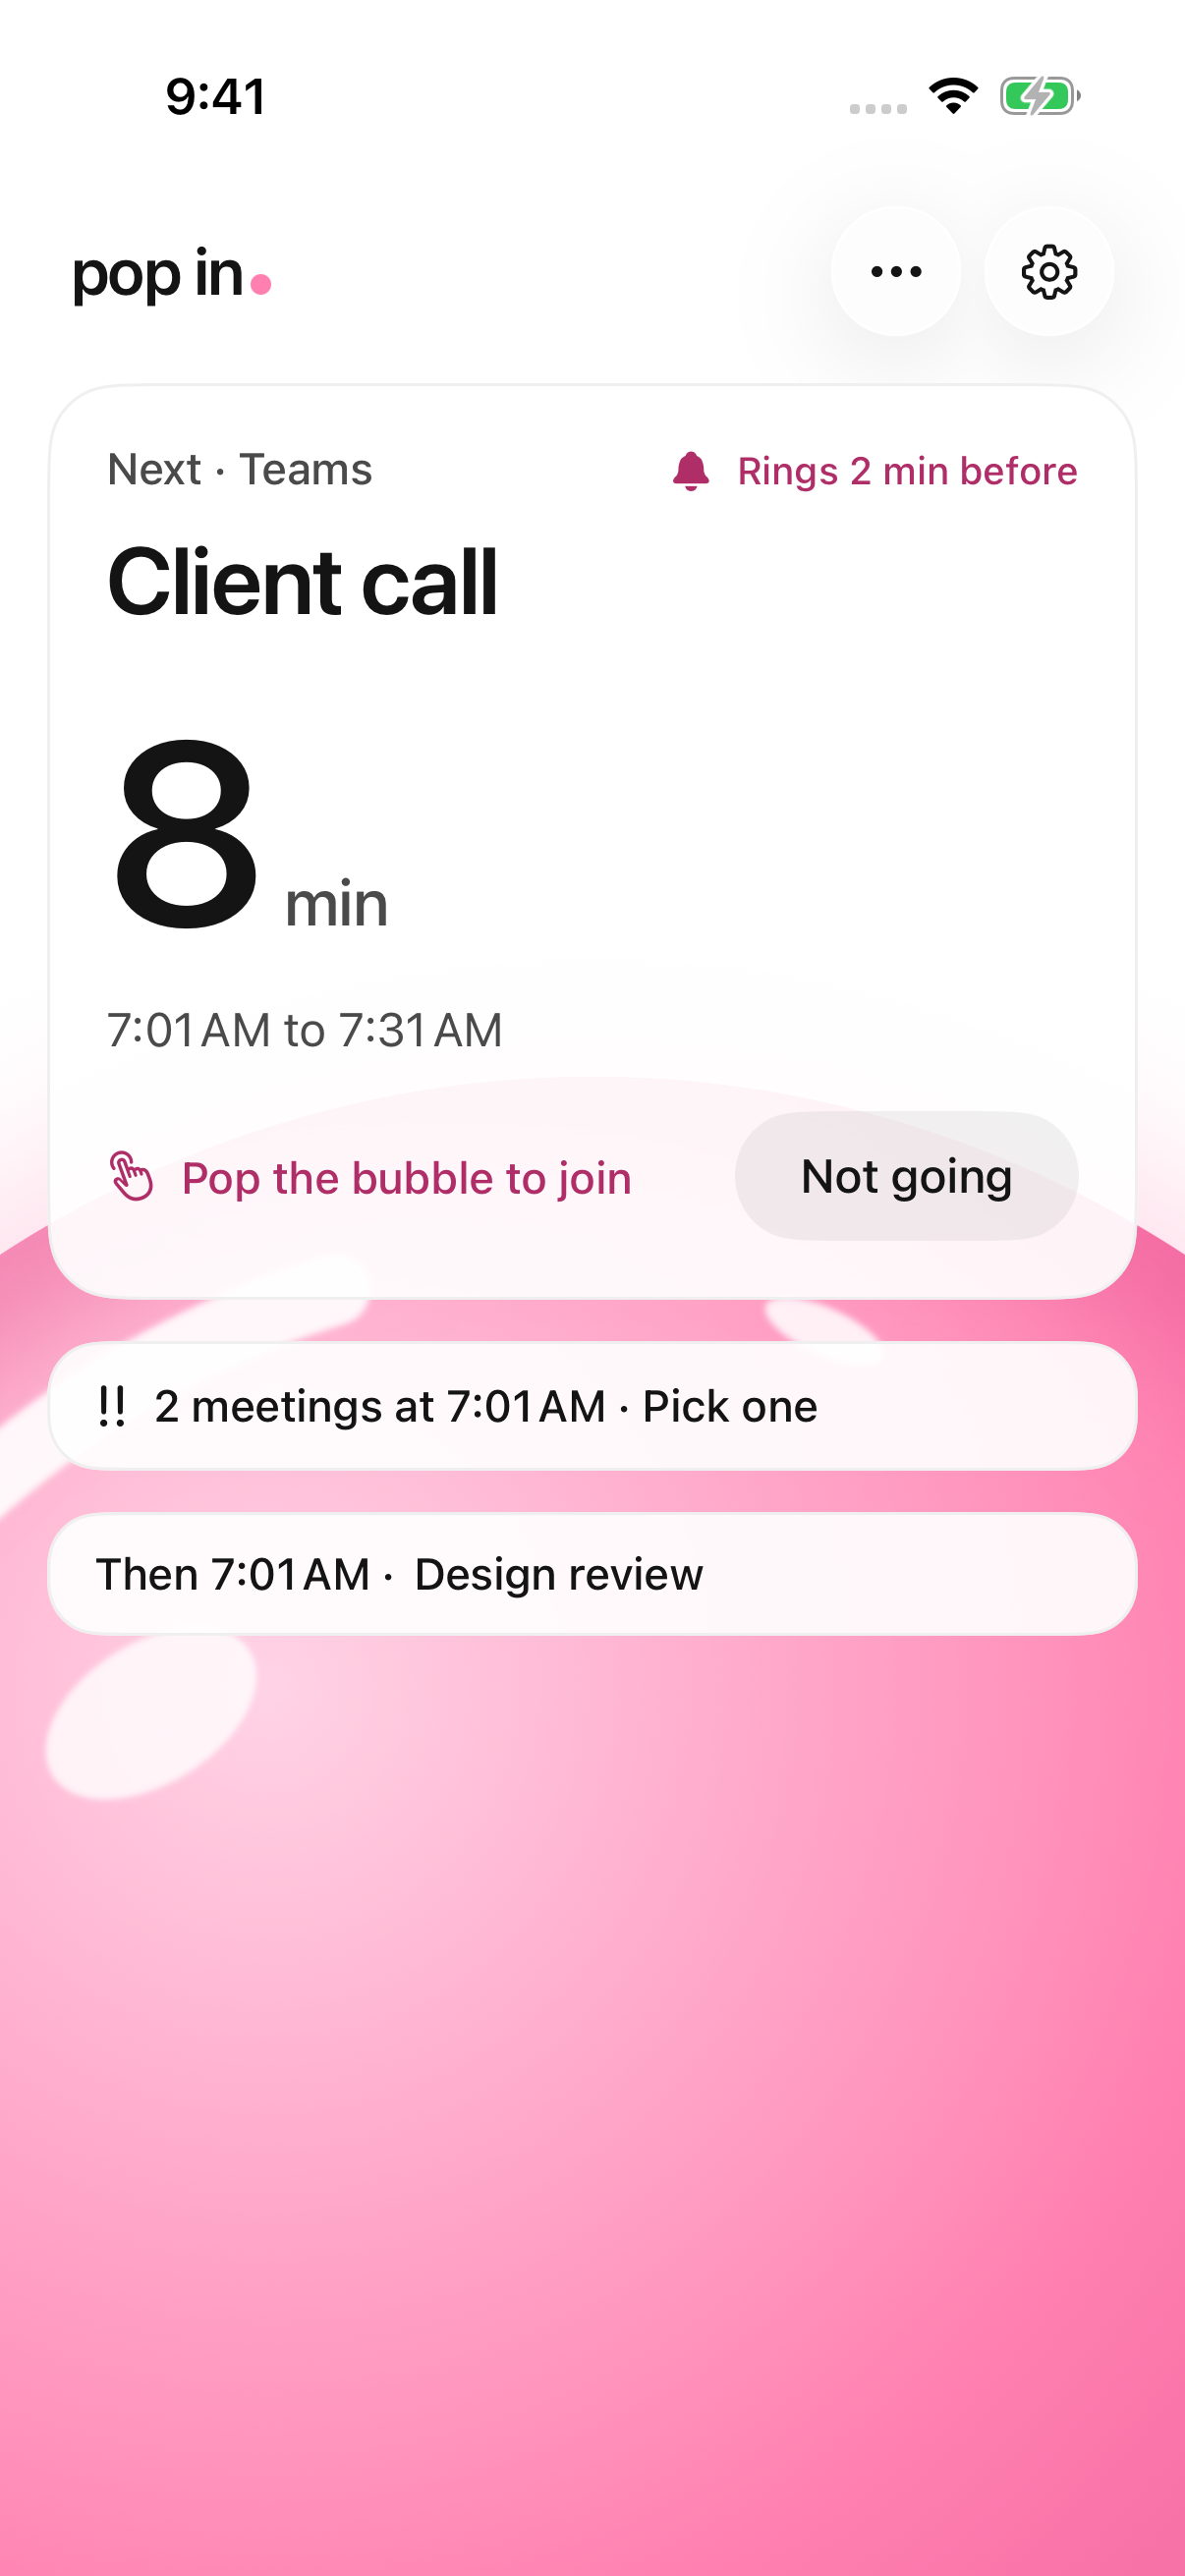 9:41
pop in
Next · Teams
Rings 2 min before
Client call
8 min
7:01 AM to 7:31 AM
Pop the bubble to join
Not going
!! 2 meetings at 7:01 AM · Pick one
Then 7:01 AM · Design review